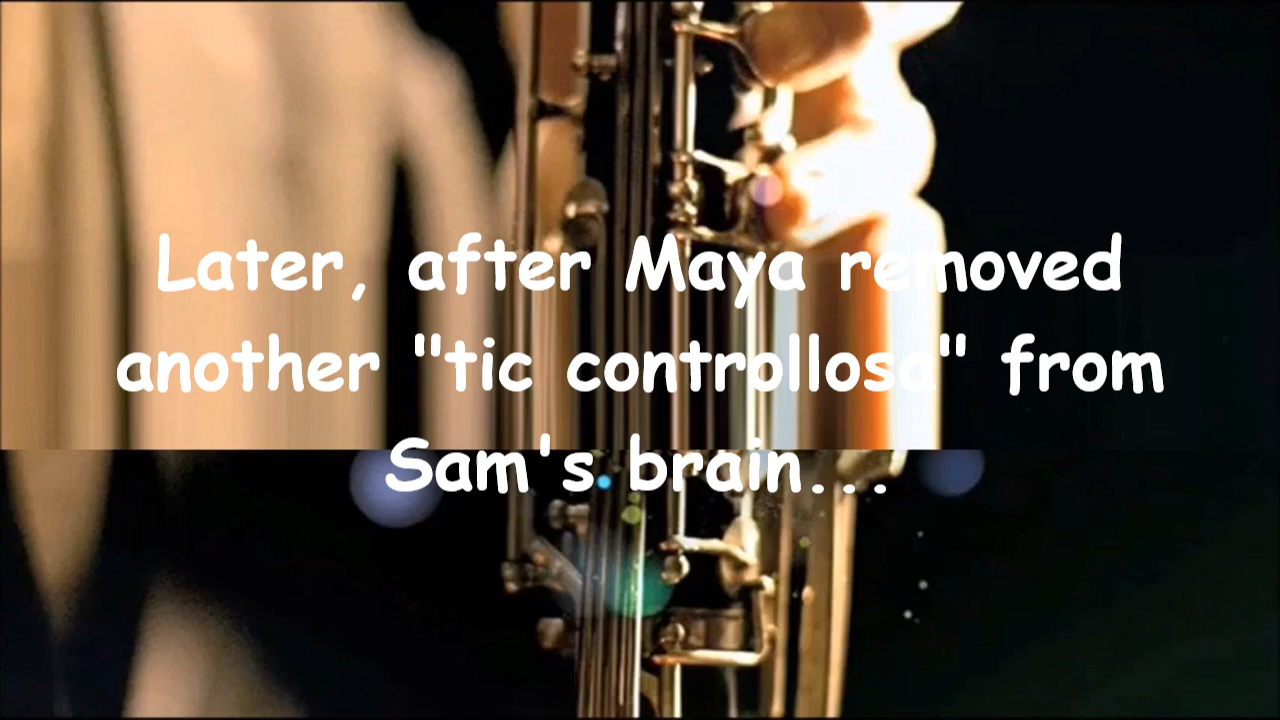 Later, after Maya removed
another "tic controllosa" from
Sam's brain...